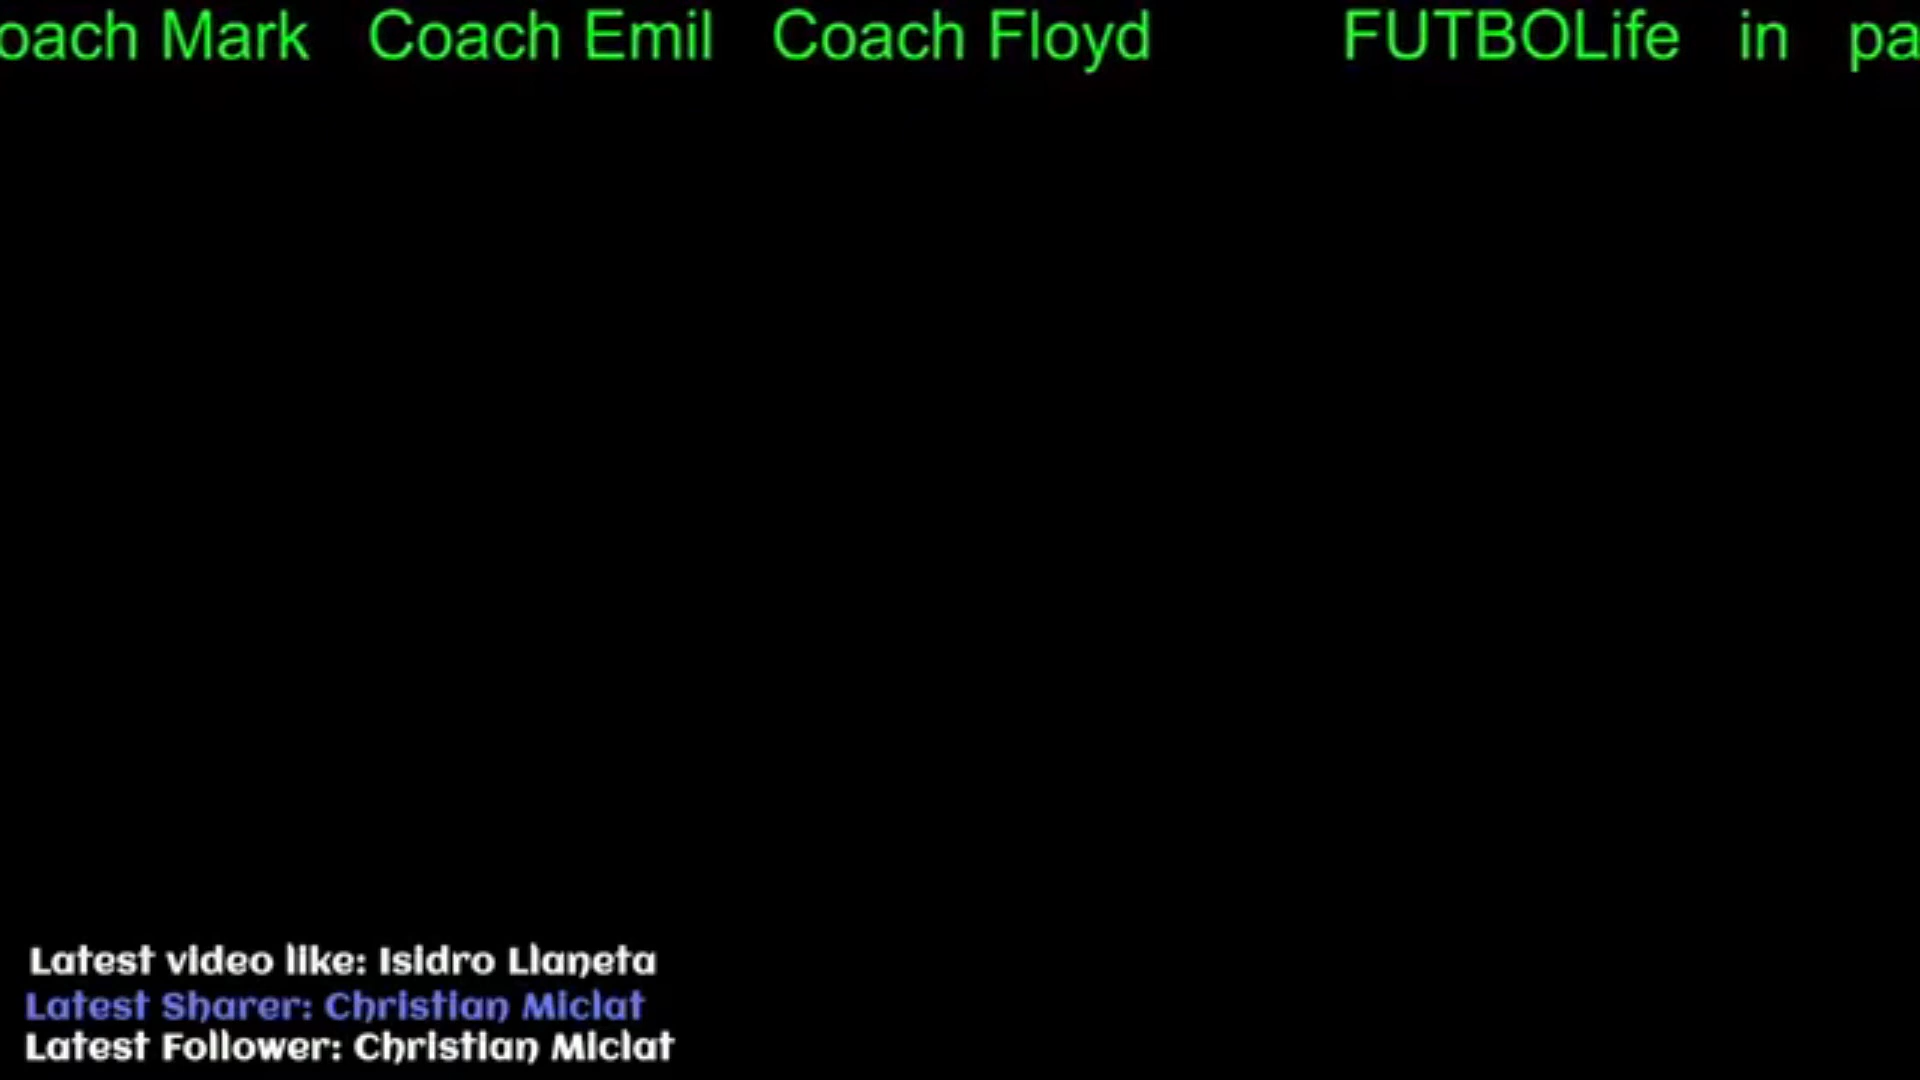 oach Mark Coach Emil Coach Floyd FUTBOLife in pa
Latest video like: Isidro Llaneta
Latest Sharer: Christian Miclat
Latest Follower: Christian Miclat